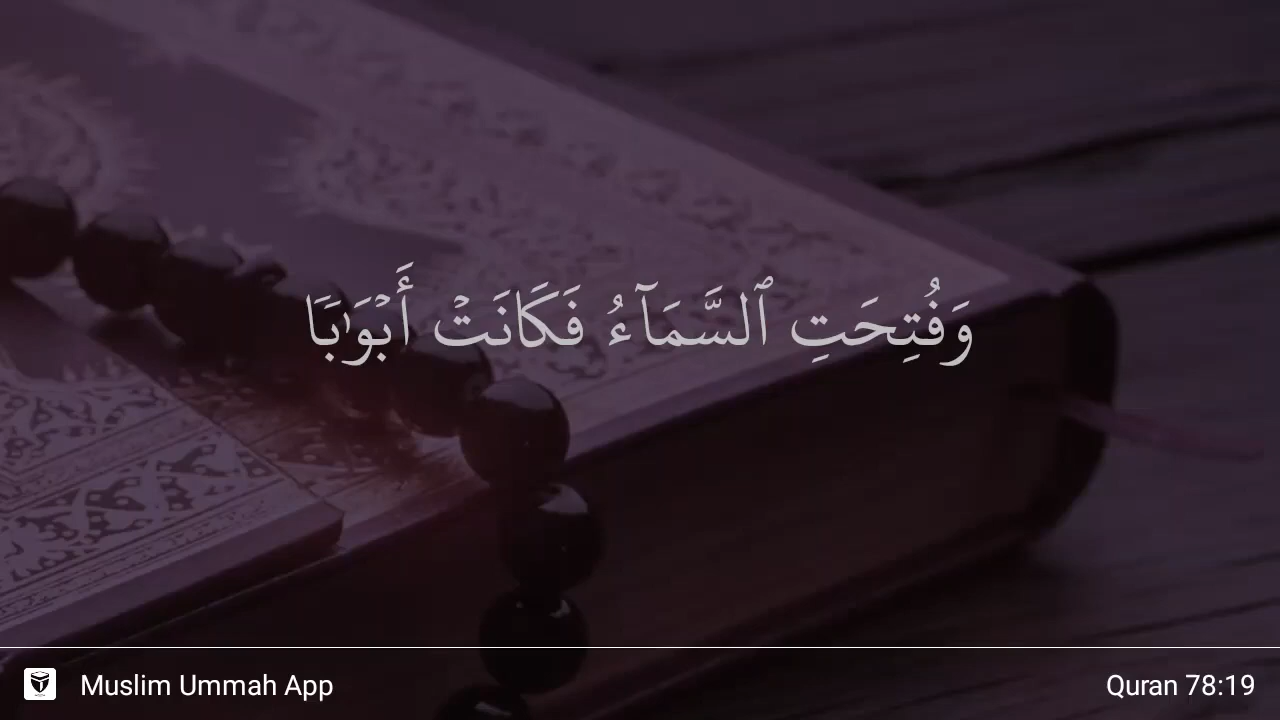 وَفُتِحَتِ ٱلسَّمَآءُ فَكَانَتۡ أَبۡوَٰبٗا
Muslim Ummah App
Quran 78:19